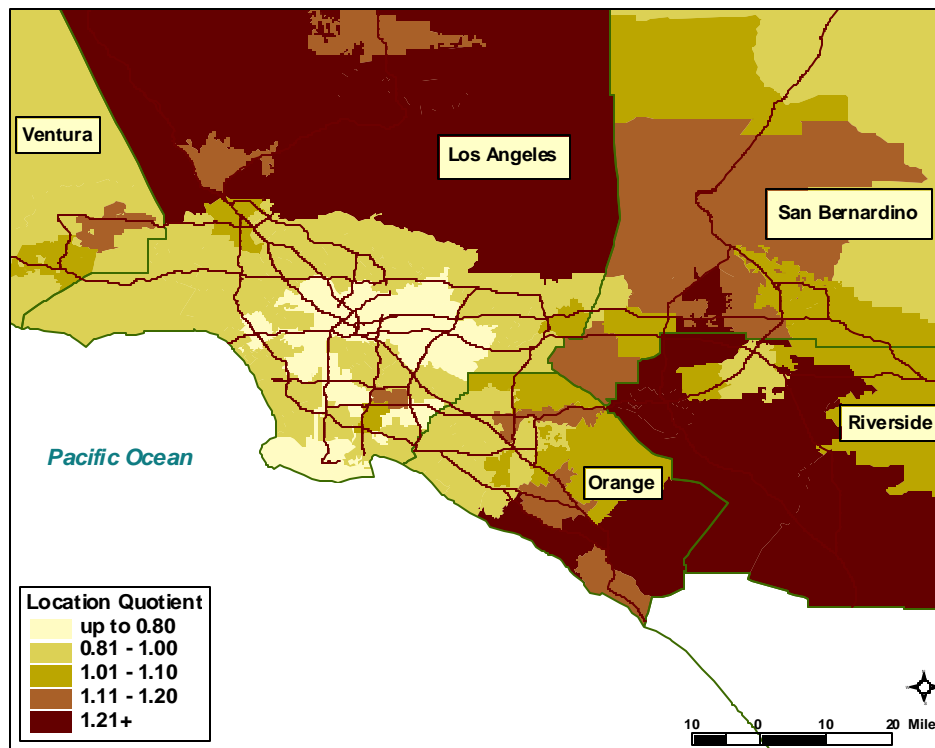 Ventura
Los Angeles
San Bernardino
Riverside
Pacific Ocean
Orange
Location Quotient
up to 0.80
0.81 - 1.00
1.01 - 1.10
1.11 - 1.20
1.21+
10 0 10 20 Mile